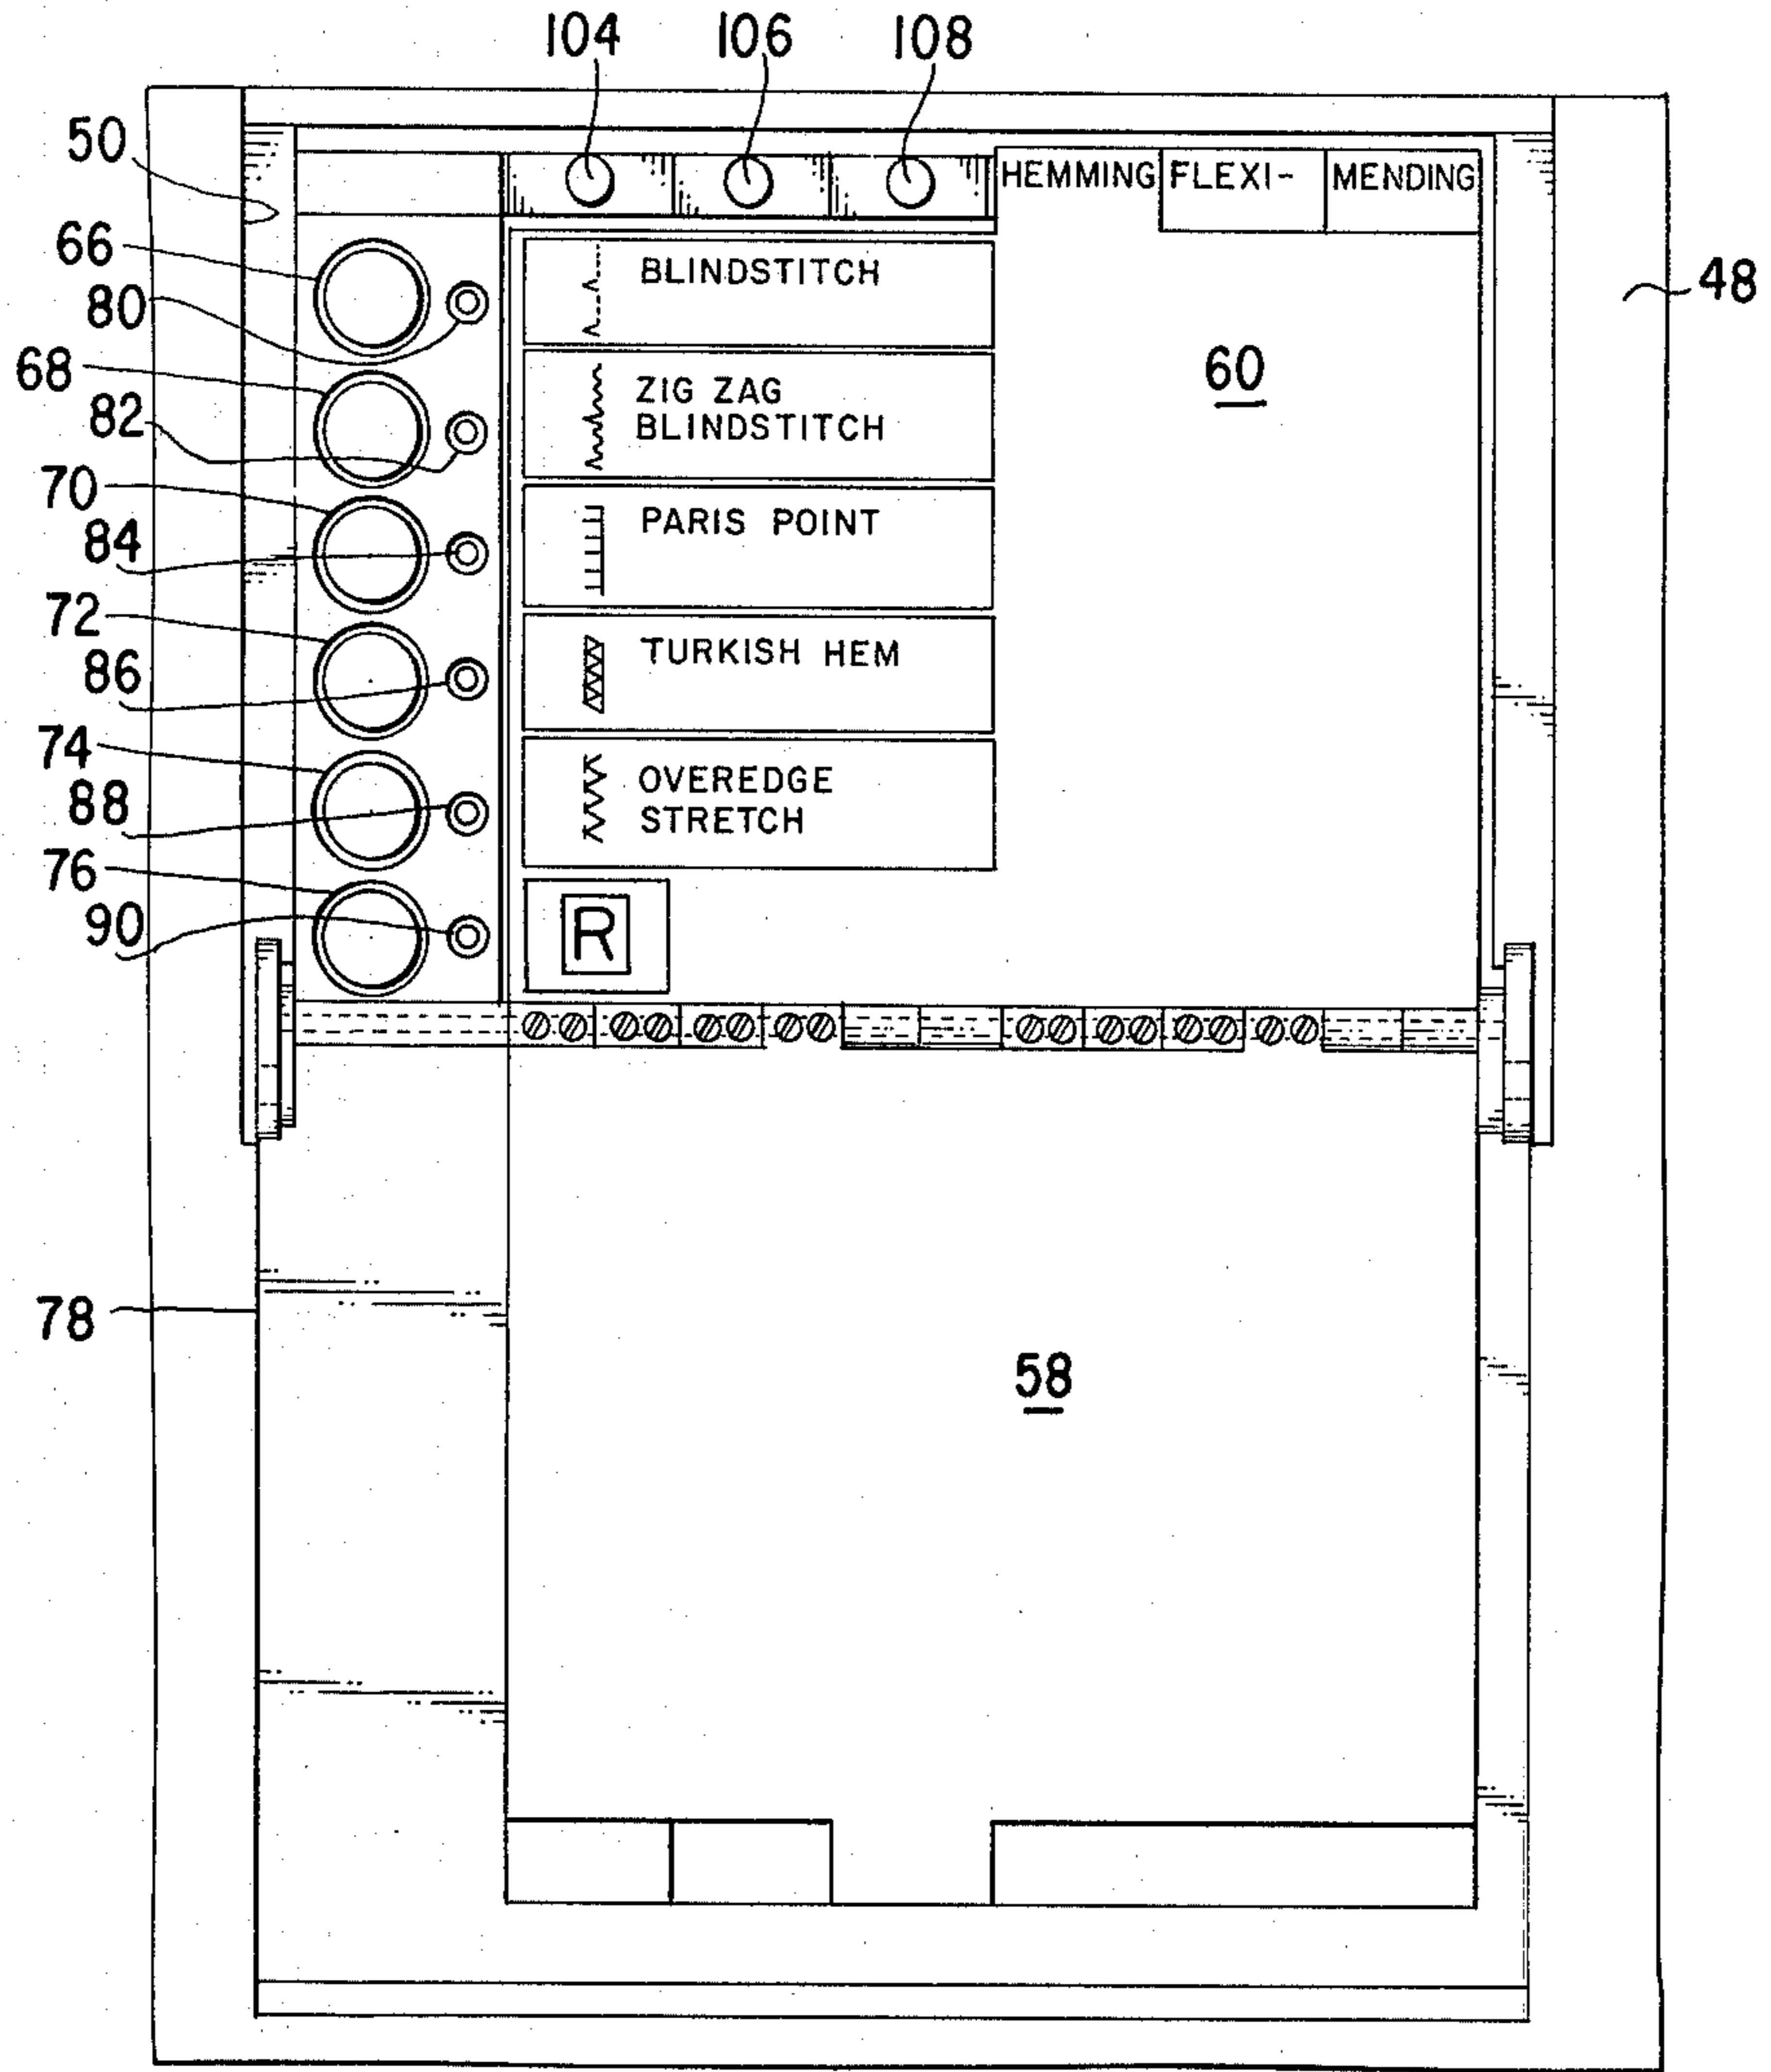 104 106 108
50
HEMMING FLEXI- MENDING
66
BLINDSTITCH
48
80
60
68
ZIG ZAG
82
BLINDSTITCH
70
PARIS POINT
84
72
TURKISH HEM
86
74
OVEREDGE
88
STRETCH
76
90
R
78
58